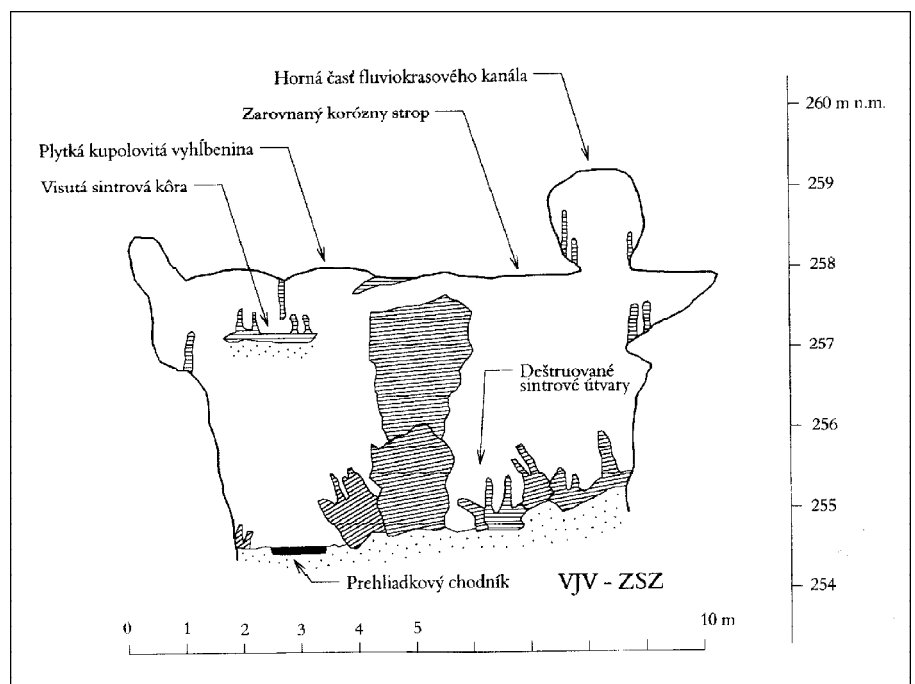 Horná časť fluviokrasového kanála
Zarovnaný korózny strop
Plytká kupolovitá vyhĺbenina
Visutá sintrová kôra
260 m n.m.
259
258
257
Deštruované
sintrové útvary
256
255
254
Prehliadkový chodník
VJV - ZSZ
0 1 2 3 4 5 10 m